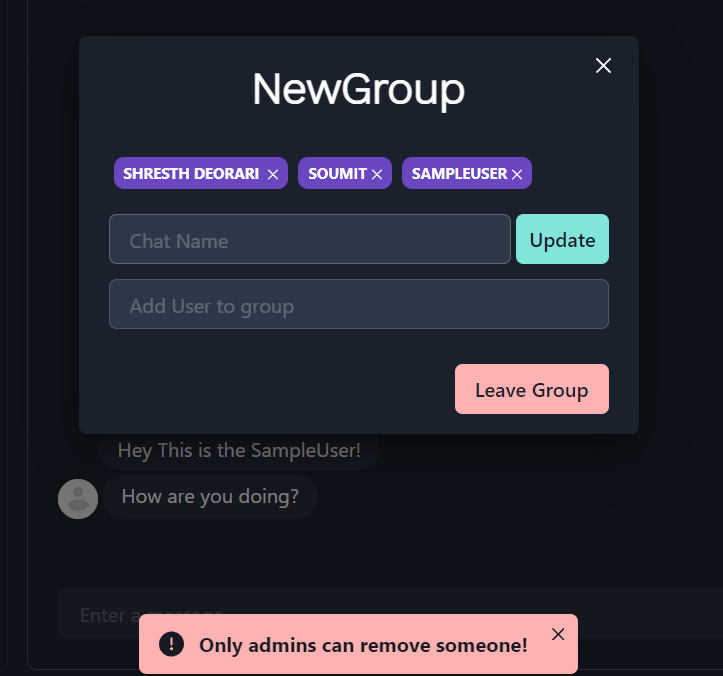 NewGroup
SHRESTH DEORARI SOUMIT SAMPLEUSER
Chat Name Update
Add User to group
Leave Group
Hey This is the SampleUser!
How are you doing?
Enter a message
Only admins can remove someone!